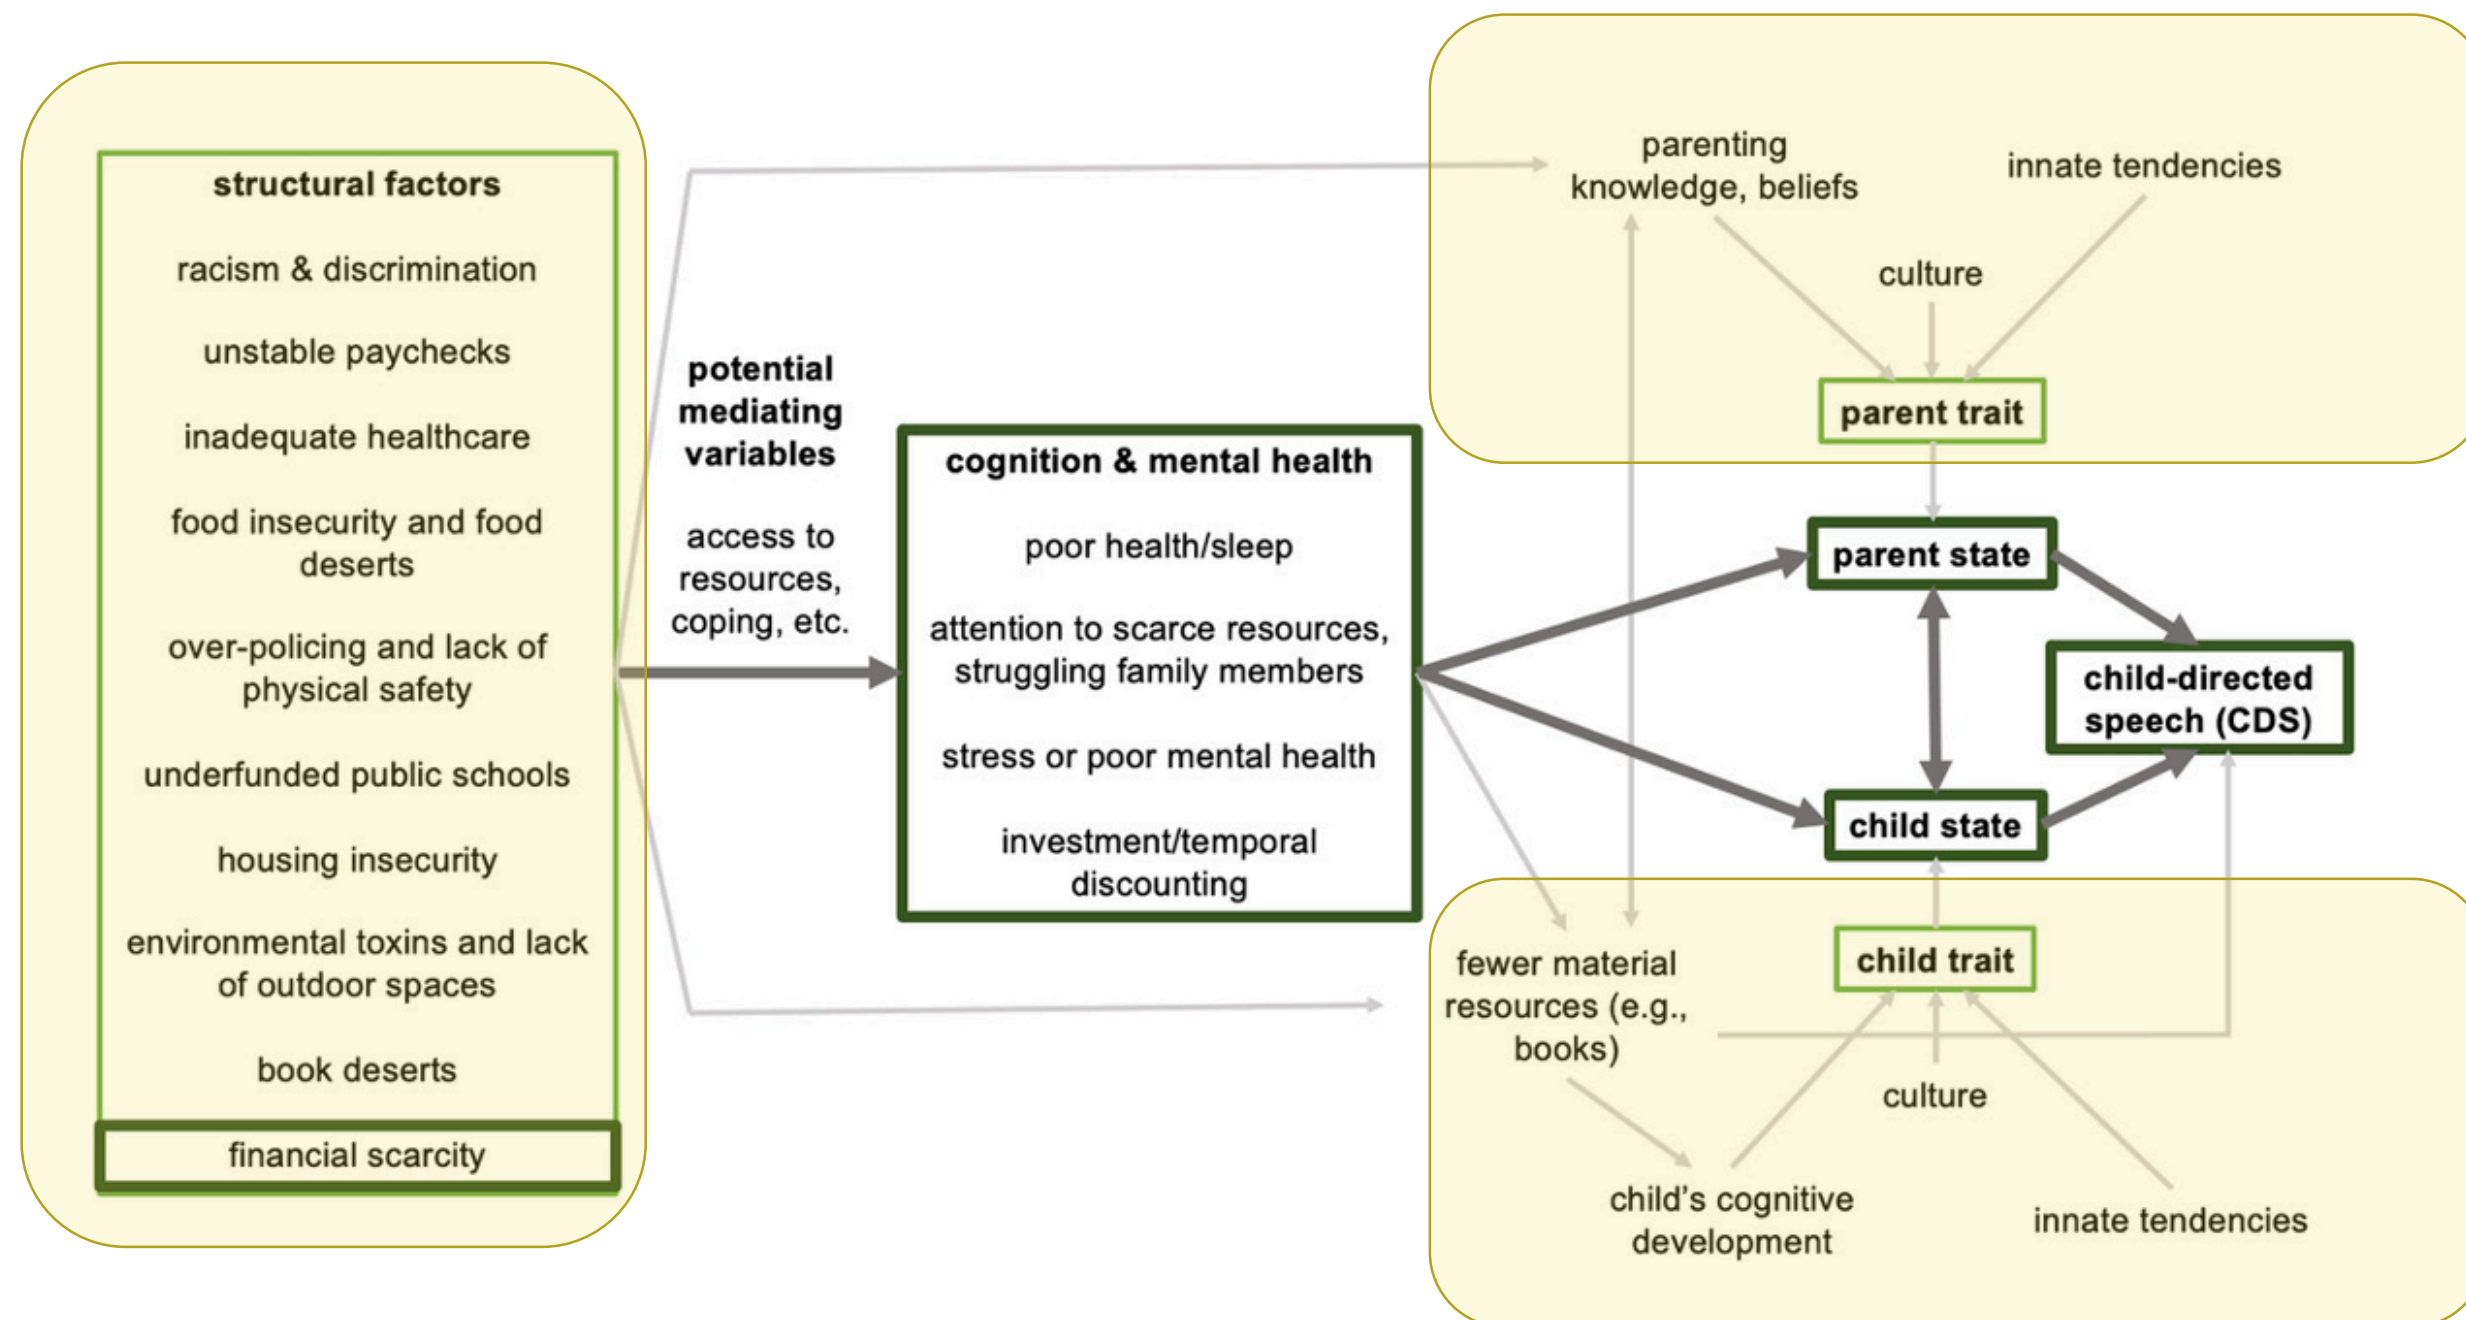 structural factors
racism & discrimination
unstable paychecks
inadequate healthcare
food insecurity and food
deserts
over-policing and lack of
physical safety
underfunded public schools
housing insecurity
environmental toxins and lack
of outdoor spaces
book deserts
financial scarcity
potential
mediating
variables
access to
resources,
coping, etc.
cognition & mental health
poor health/sleep
attention to scarce resources,
struggling family members
stress or poor mental health
investment/temporal
discounting
parenting
knowledge, beliefs
innate tendencies
culture
parent trait
parent state
child-directed
speech (CDS)
child state
child trait
fewer material
resources (e.g.,
books)
culture
child’s cognitive
development
innate tendencies